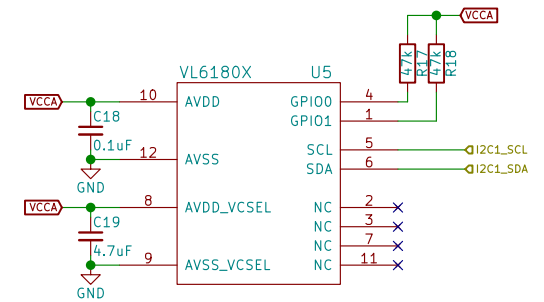 VCCA
47k
R17
47k
R18
VL6180X
U5
VCCA
10
AVDD
GPIO0
4
C18
0.1uF
GPIO1
1
12
AVSS
SCL
5
I2C1_SCL
GND
SDA
6
I2C1_SDA
VCCA
8
AVDD_VCSEL
NC
2
C19
4.7uF
NC
3
NC
7
9
AVSS_VCSEL
NC
11
GND